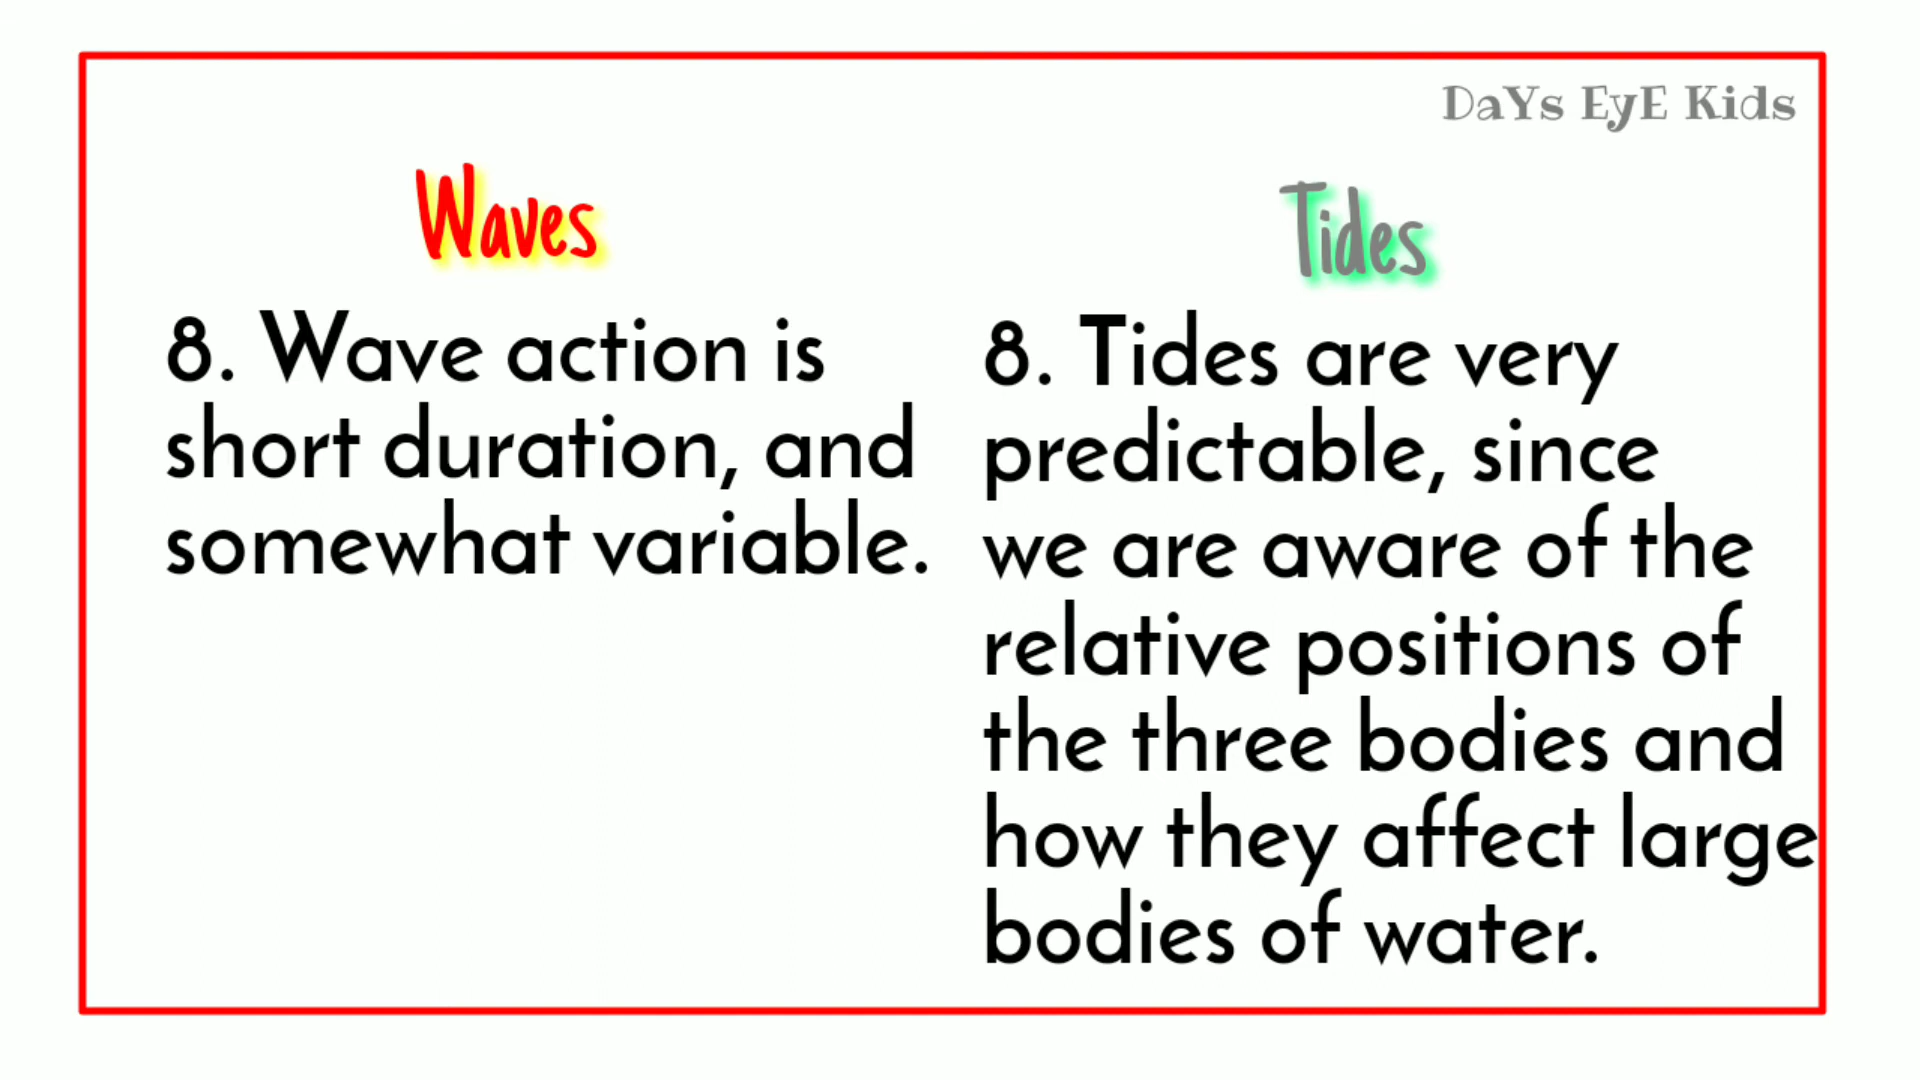 DaYs EyE Kids
Waves
8. Wave action is
short duration, and
somewhat variable.
Tides
8. Tides are very
predictable, since
we are aware of the
relative positions of
the three bodies and
how they affect large
bodies of water.